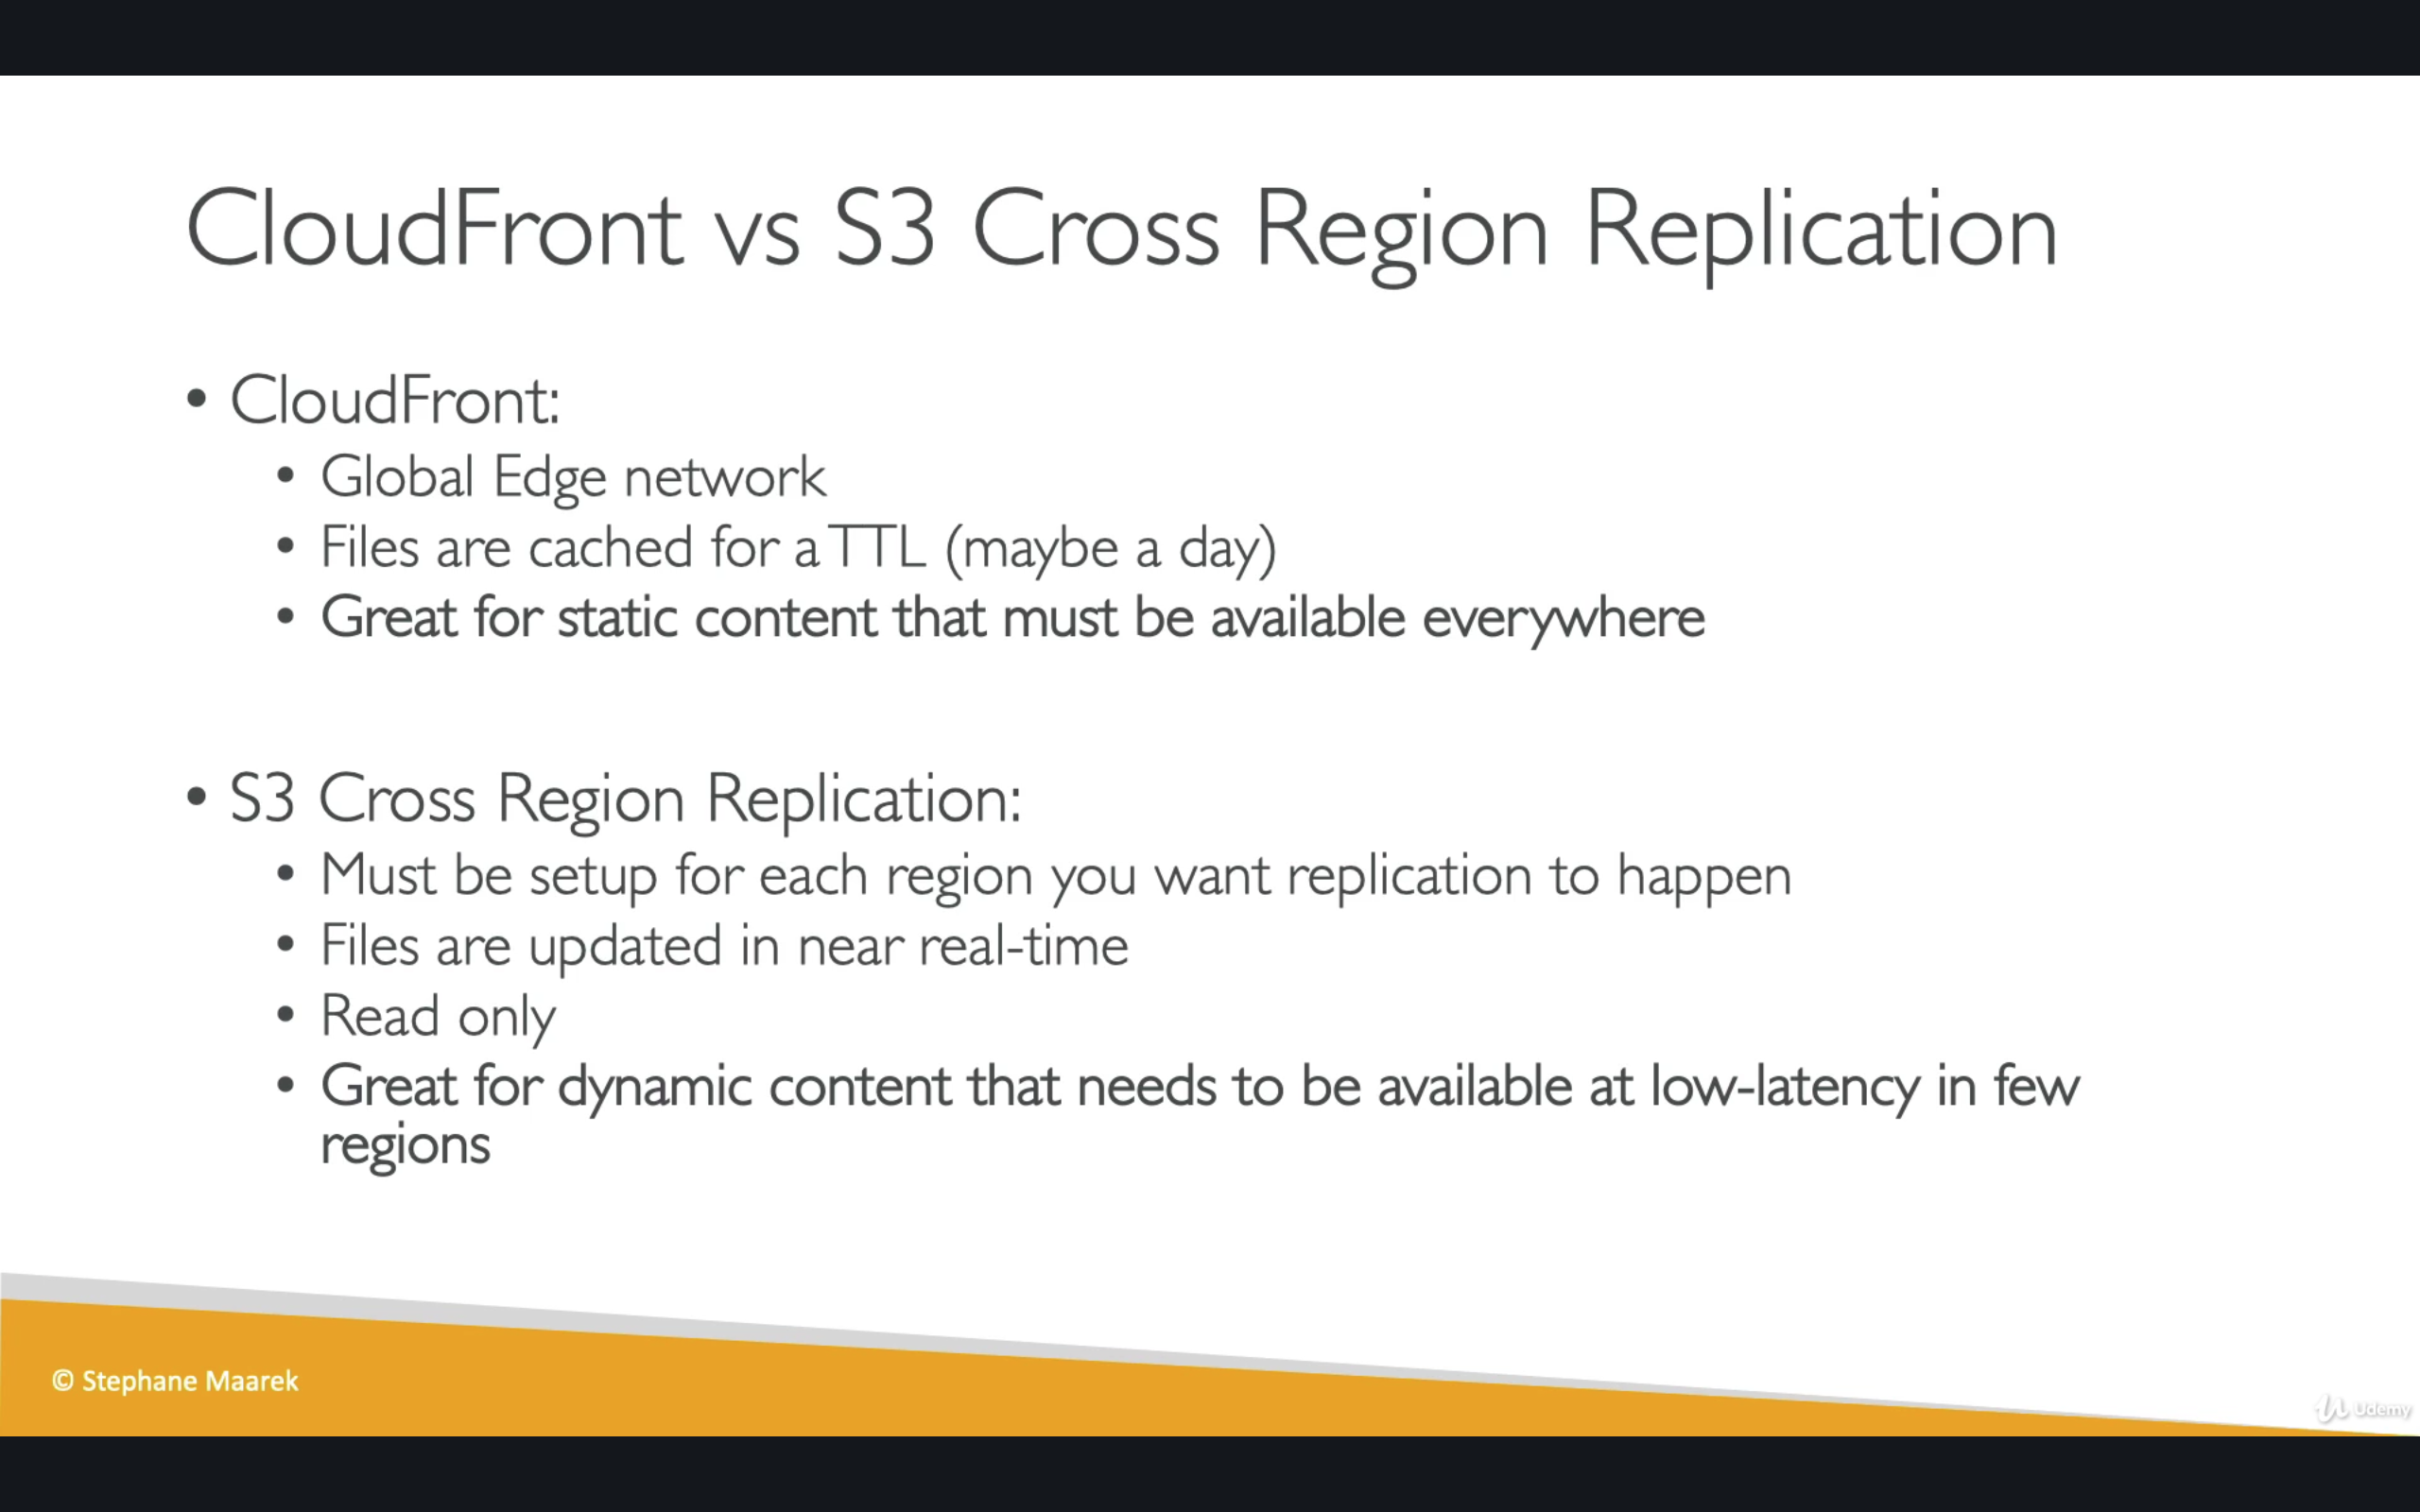 CloudFront vs S3 Cross Region Replication
• CloudFront:
• Global Edge network
• Files are cached for a TTL (maybe a day)
• Great for static content that must be available everywhere
• S3 Cross Region Replication:
• Must be setup for each region you want replication to happen
• Files are updated in near real-time
• Read only
• Great for dynamic content that needs to be available at low-latency in few
regions
© Stephane Maarek
Udemy